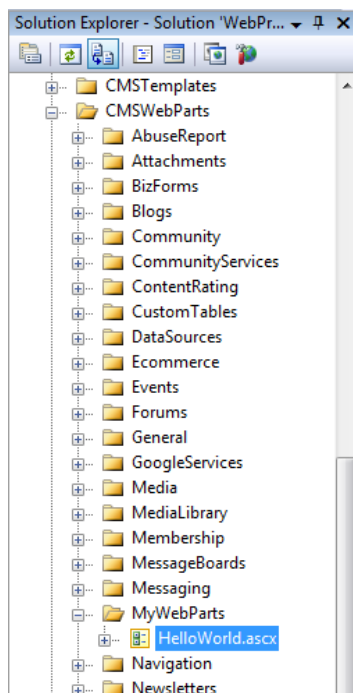 Solution Explorer - Solution 'WebPr...
CMSTemplates
CMSWebParts
AbuseReport
Attachments
BizForms
Blogs
Community
CommunityServices
ContentRating
CustomTables
DataSources
Ecommerce
Events
Forums
General
GoogleServices
Media
MediaLibrary
Membership
MessageBoards
Messaging
MyWebParts
HelloWorld.ascx
Navigation
Newsletters